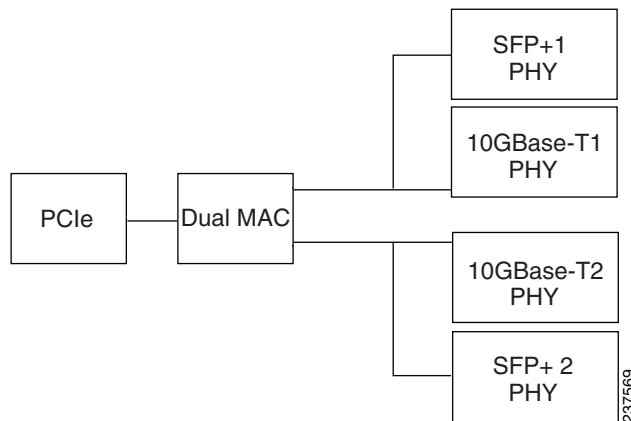 SFP+1
PHY
10GBase-T1
PHY
PCIe
Dual MAC
10GBase-T2
PHY
SFP+ 2
PHY
237569